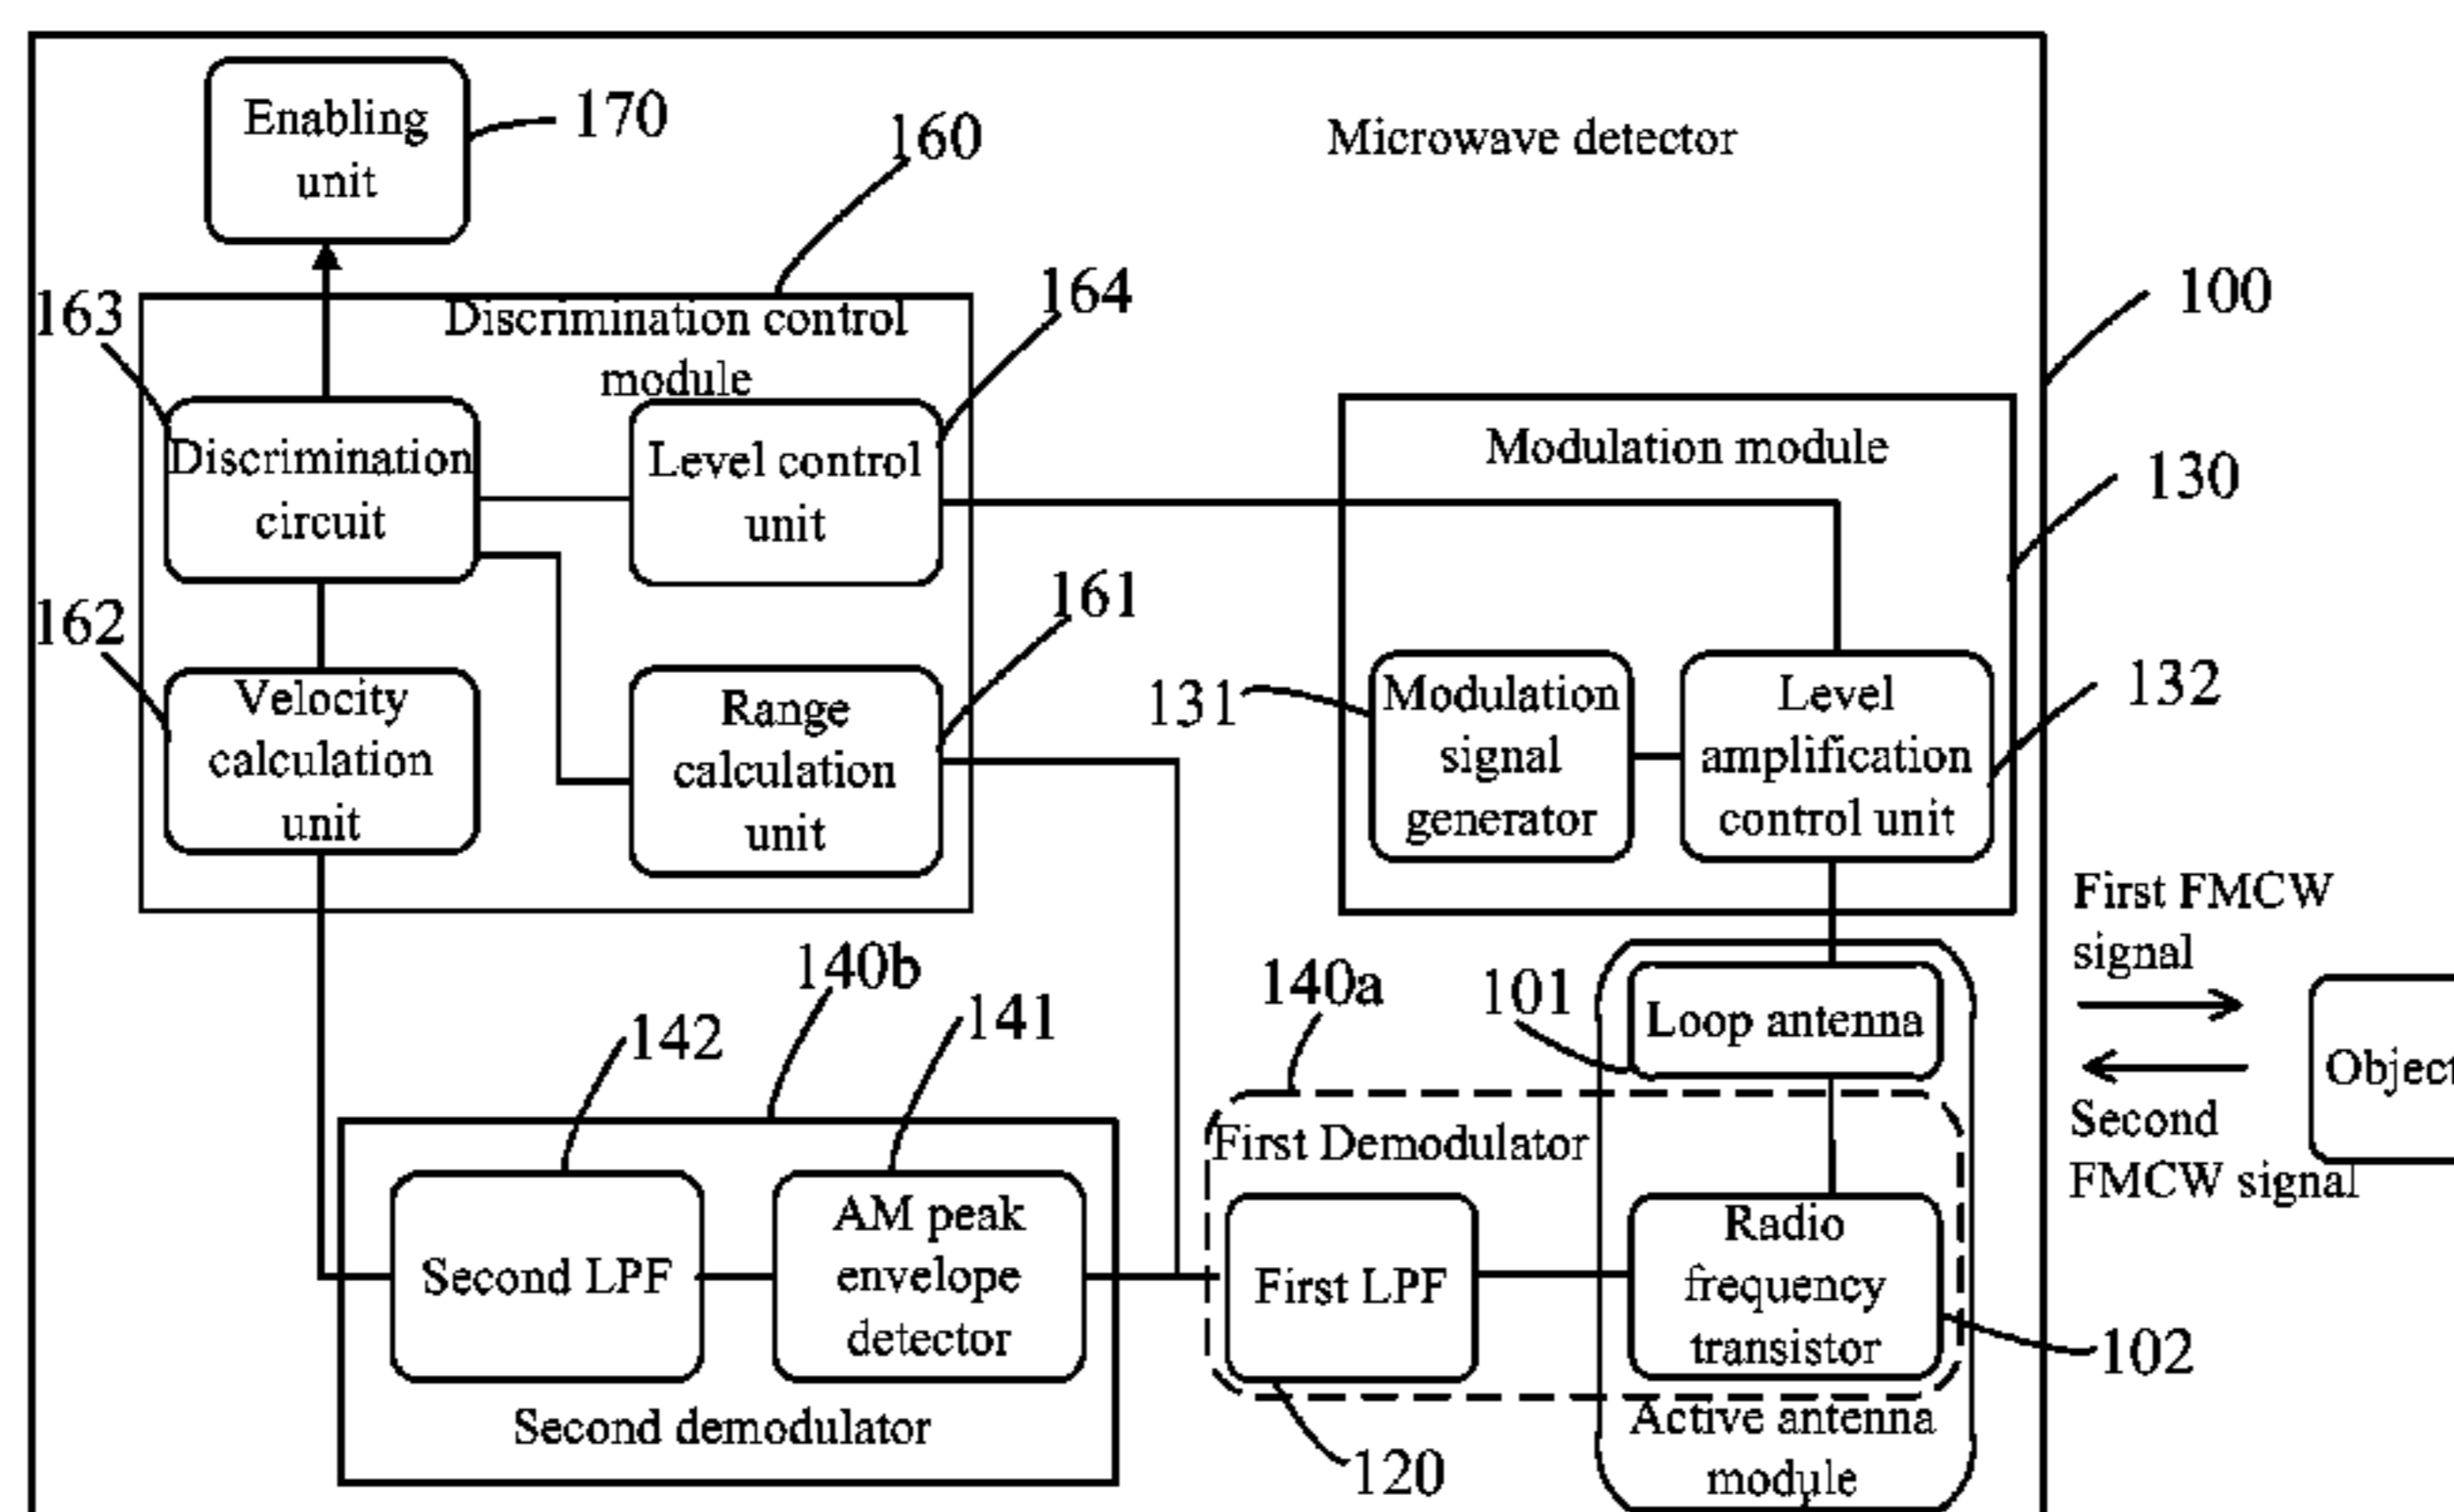 Enabling
unit
170
160
Microwave detector
163
Discrimination control
module
164
100
Discrimination
circuit
Level control
unit
Modulation module
130
162
161
Velocity
calculation
unit
Range
calculation
unit
131
Modulation
signal
generator
Level
amplification
control unit
132
First FMCW
signal
140b
140a
101
Loop antenna
142
141
Object
First Demodulator
Second
FMCW signal
Second LPF
AM peak
envelope
detector
First LPF
Radio
frequency
transistor
102
Second demodulator
120
Active antenna
module